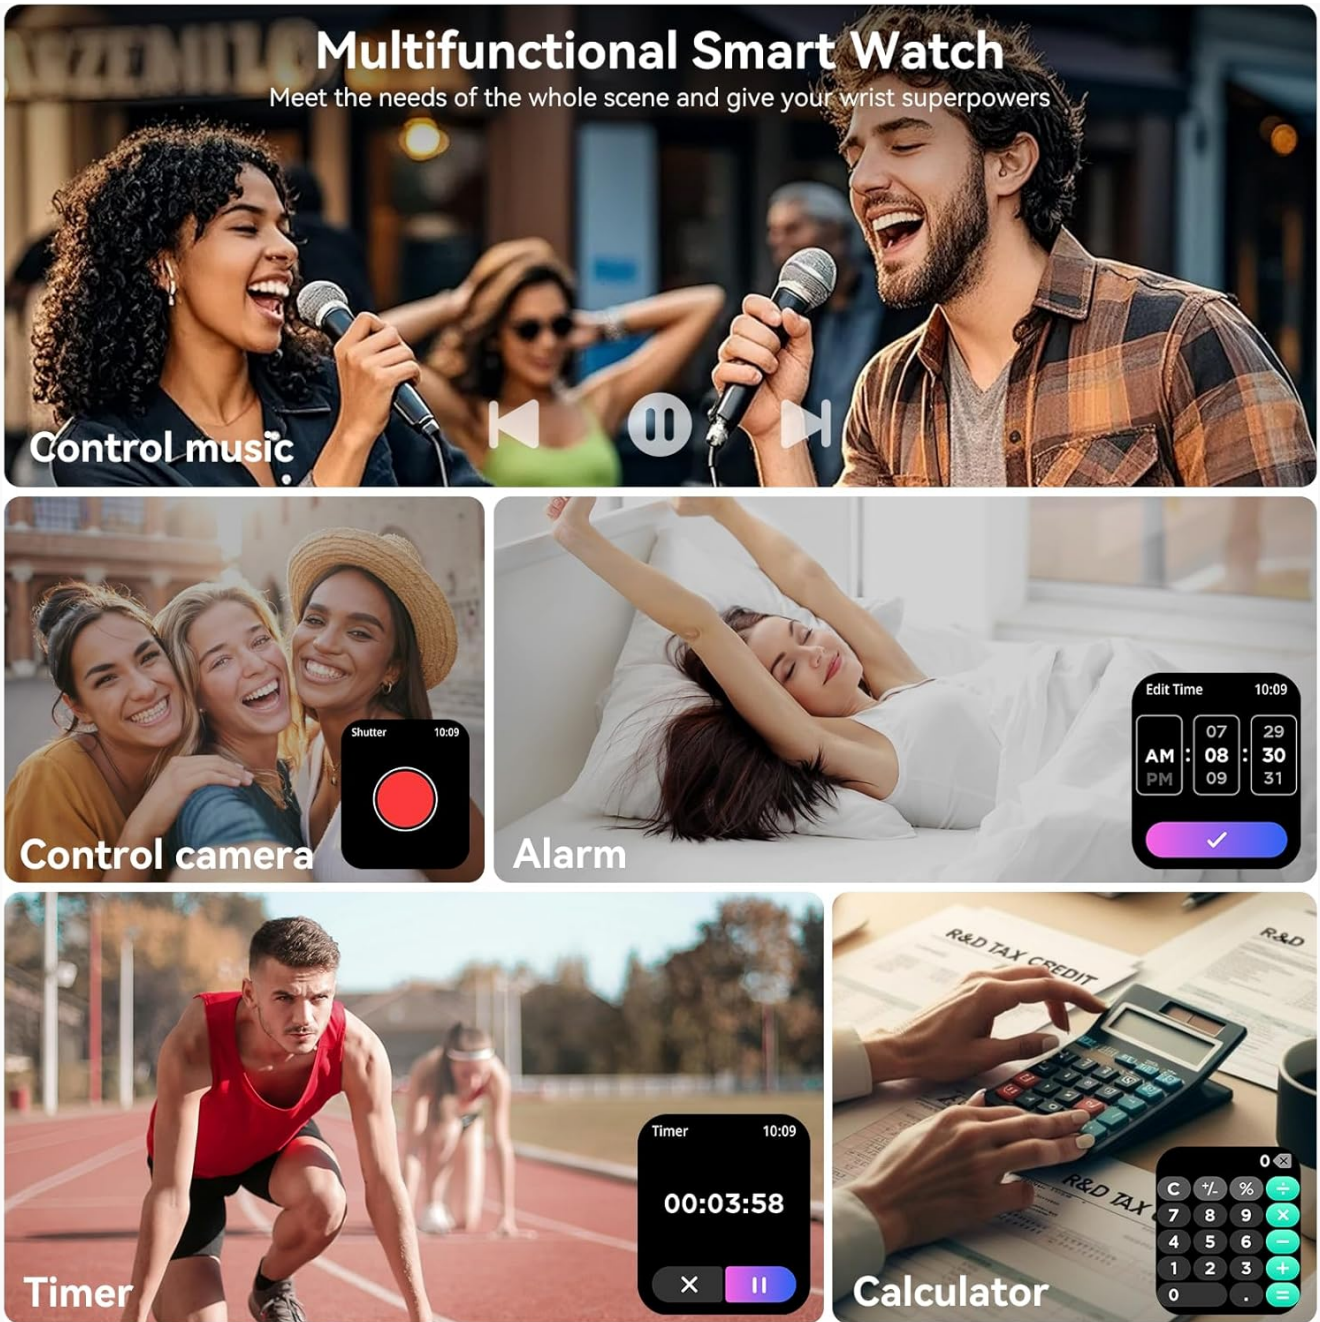 Multifunctional Smart Watch
Meet the needs of the whole scene and give your wrist superpowers
Control music
Shutter 10:09
Control camera
Edit Time 10:09
07 29
AM : 08 : 30
PM 09 31
Alarm
Timer 10:09
00:03:58
Timer
R&D TAX CREDIT
R&D
R&D TAX
0
C +/- % ÷
7 8 9 ×
4 5 6 −
1 2 3 +
0 . =
Calculator